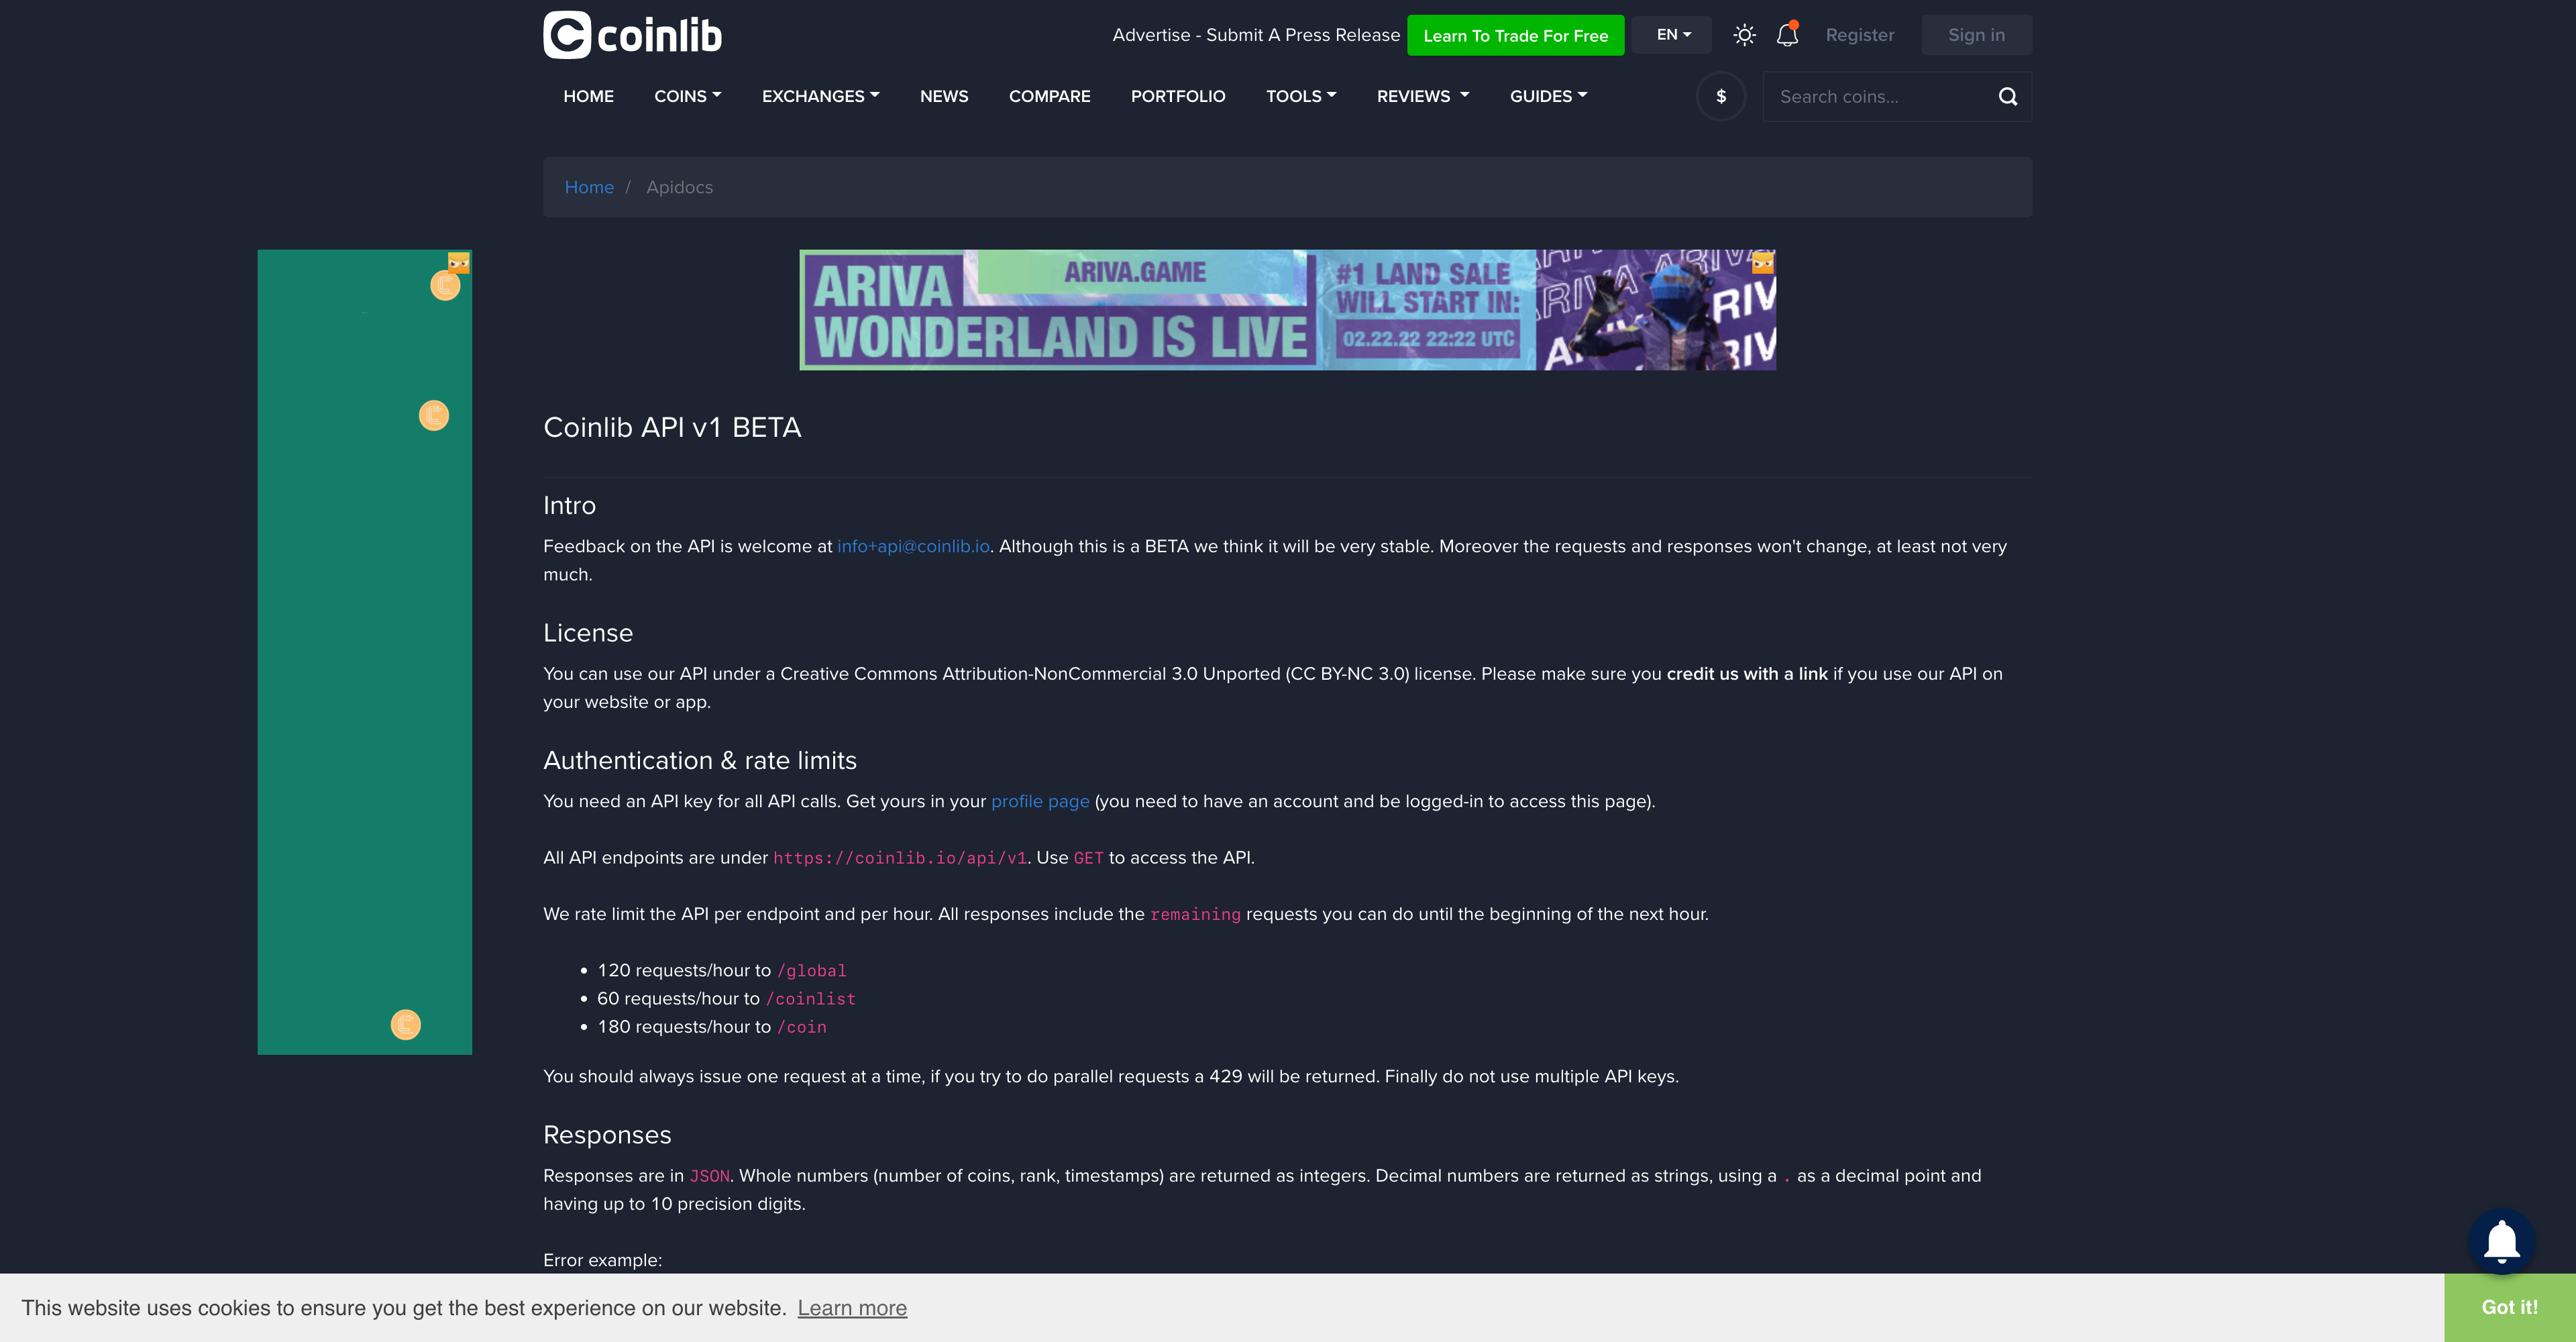 coinlib
Advertise - Submit A Press Release Learn To Trade For Free EN Register Sign in
HOME COINS EXCHANGES NEWS COMPARE PORTFOLIO TOOLS REVIEWS GUIDES $ Search coins...
Home / Apidocs
ARIVA ARIVA.GAME
WONDERLAND IS LIVE
#1 LAND SALE
WILL START IN:
02.22.22 22:22 UTC
Coinlib API v1 BETA
Intro
Feedback on the API is welcome at info+api@coinlib.io. Although this is a BETA we think it will be very stable. Moreover the requests and responses won't change, at least not very
much.
License
You can use our API under a Creative Commons Attribution-NonCommercial 3.0 Unported (CC BY-NC 3.0) license. Please make sure you credit us with a link if you use our API on
your website or app.
Authentication & rate limits
You need an API key for all API calls. Get yours in your profile page (you need to have an account and be logged-in to access this page).
All API endpoints are under https://coinlib.io/api/v1. Use GET to access the API.
We rate limit the API per endpoint and per hour. All responses include the remaining requests you can do until the beginning of the next hour.
• 120 requests/hour to /global
• 60 requests/hour to /coinlist
• 180 requests/hour to /coin
You should always issue one request at a time, if you try to do parallel requests a 429 will be returned. Finally do not use multiple API keys.
Responses
Responses are in JSON. Whole numbers (number of coins, rank, timestamps) are returned as integers. Decimal numbers are returned as strings, using a . as a decimal point and
having up to 10 precision digits.
Error example:
This website uses cookies to ensure you get the best experience on our website. Learn more Got it!